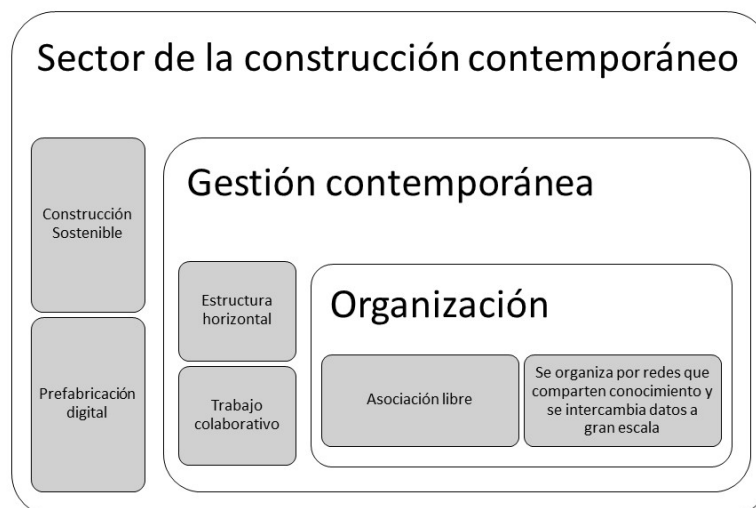 Sector de la construcción contemporáneo
Construcción
Sostenible
Prefabricación
digital
Gestión contemporánea
Estructura
horizontal
Trabajo
colaborativo
Organización
Asociación libre
Se organiza por redes que
comparten conocimiento y
se intercambia datos a
gran escala